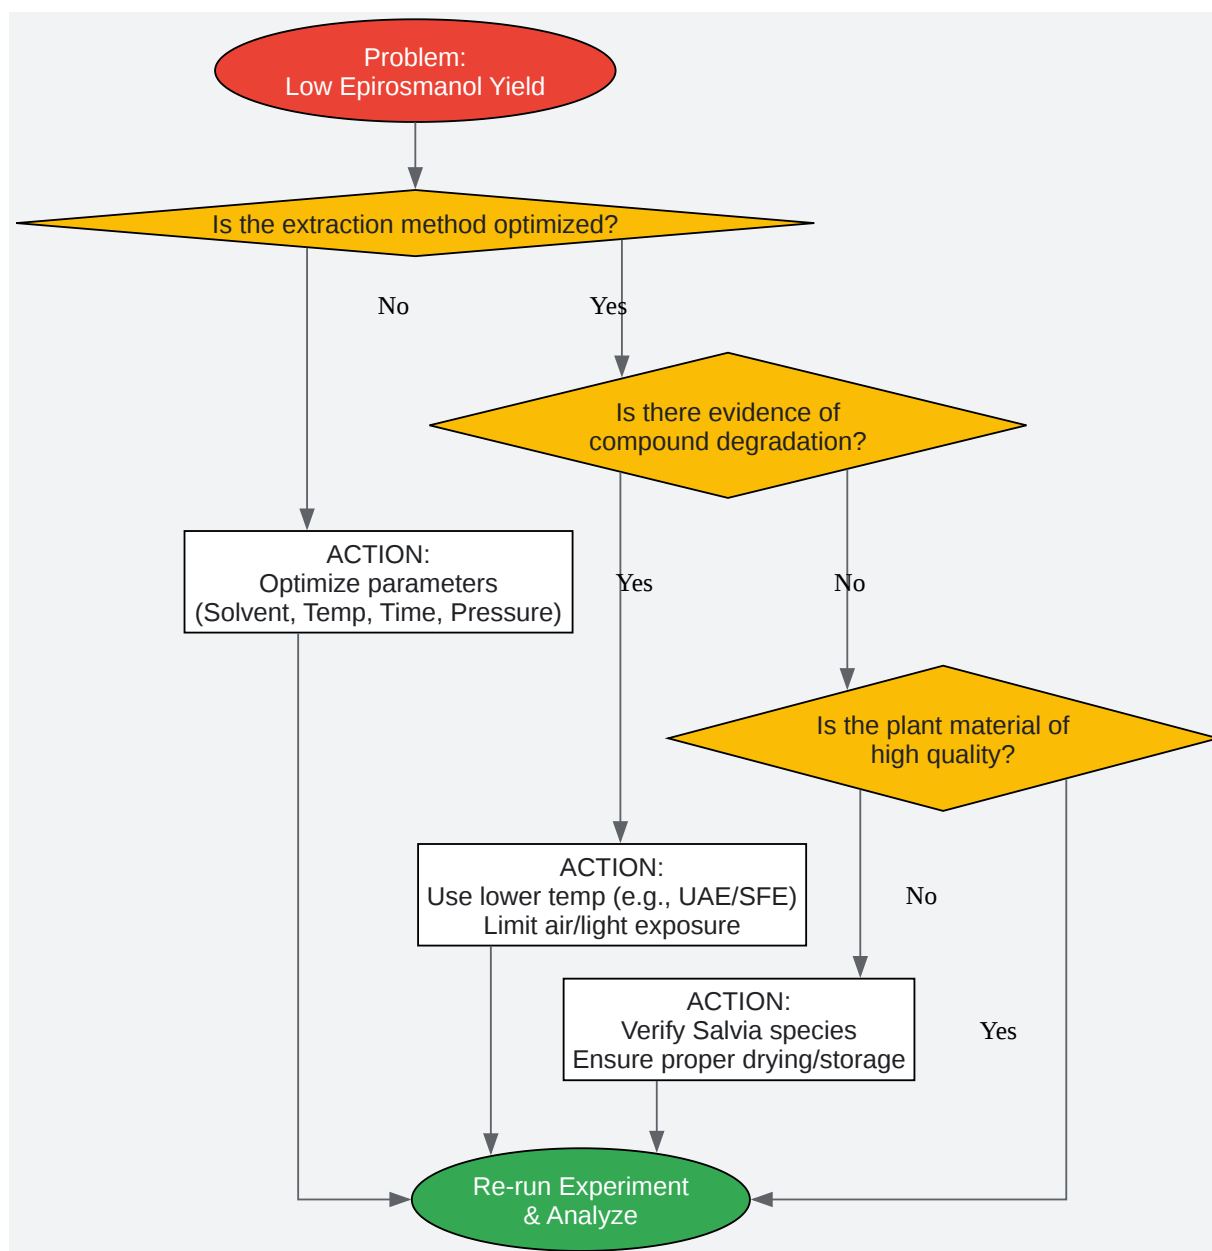 Problem:
Low Epirosmanol Yield
Is the extraction method optimized?
No
Yes
Is there evidence of
compound degradation?
ACTION:
Optimize parameters
(Solvent, Temp, Time, Pressure)
Yes
No
Is the plant material of
high quality?
ACTION:
Use lower temp (e.g., UAE/SFE)
Limit air/light exposure
No
ACTION:
Verify Salvia species
Ensure proper drying/storage
Yes
Re-run Experiment
& Analyze